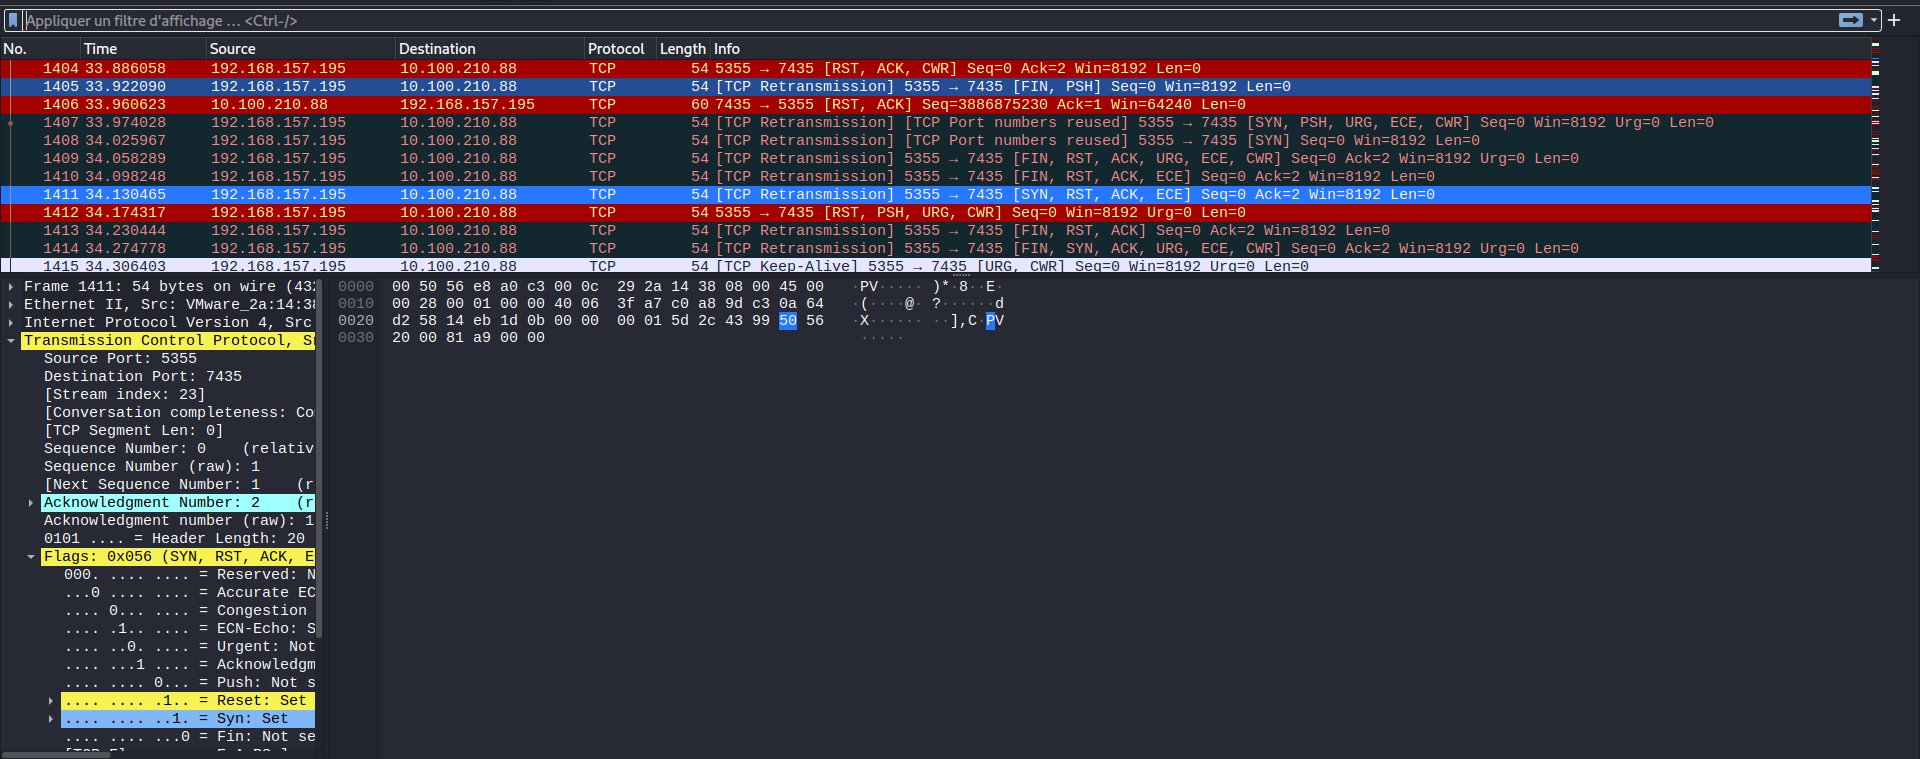 Appliquer un filtre d'affichage … <Ctrl-/>
No. Time Source Destination Protocol Length Info
1404 33.886058 192.168.157.195 10.100.210.88 TCP 54 5355 → 7435 [RST, ACK, CWR] Seq=0 Ack=2 Win=8192 Len=0
1405 33.922090 192.168.157.195 10.100.210.88 TCP 54 [TCP Retransmission] 5355 → 7435 [FIN, PSH] Seq=0 Win=8192 Len=0
1406 33.960623 10.100.210.88 192.168.157.195 TCP 60 7435 → 5355 [RST, ACK] Seq=3886875230 Ack=1 Win=64240 Len=0
1407 33.974028 192.168.157.195 10.100.210.88 TCP 54 [TCP Retransmission] [TCP Port numbers reused] 5355 → 7435 [SYN, PSH, URG, ECE, CWR] Seq=0 Win=8192 Urg=0 Len=0
1408 34.025967 192.168.157.195 10.100.210.88 TCP 54 [TCP Retransmission] [TCP Port numbers reused] 5355 → 7435 [SYN] Seq=0 Win=8192 Len=0
1409 34.058289 192.168.157.195 10.100.210.88 TCP 54 [TCP Retransmission] 5355 → 7435 [FIN, RST, ACK, URG, ECE, CWR] Seq=0 Ack=2 Win=8192 Urg=0 Len=0
1410 34.098248 192.168.157.195 10.100.210.88 TCP 54 [TCP Retransmission] 5355 → 7435 [FIN, RST, ACK, ECE] Seq=0 Ack=2 Win=8192 Len=0
1411 34.130465 192.168.157.195 10.100.210.88 TCP 54 [TCP Retransmission] 5355 → 7435 [SYN, RST, ACK, ECE] Seq=0 Ack=2 Win=8192 Len=0
1412 34.174317 192.168.157.195 10.100.210.88 TCP 54 5355 → 7435 [RST, PSH, URG, CWR] Seq=0 Win=8192 Urg=0 Len=0
1413 34.230444 192.168.157.195 10.100.210.88 TCP 54 [TCP Retransmission] 5355 → 7435 [FIN, RST, ACK] Seq=0 Ack=2 Win=8192 Len=0
1414 34.274778 192.168.157.195 10.100.210.88 TCP 54 [TCP Retransmission] 5355 → 7435 [FIN, SYN, ACK, URG, ECE, CWR] Seq=0 Ack=2 Win=8192 Urg=0 Len=0
1415 34.306403 192.168.157.195 10.100.210.88 TCP 54 [TCP Keep-Alive] 5355 → 7435 [URG, CWR] Seq=0 Win=8192 Urg=0 Len=0
Frame 1411: 54 bytes on wire (432
Ethernet II, Src: VMware_2a:14:38
Internet Protocol Version 4, Src
Transmission Control Protocol, Sr
Source Port: 5355
Destination Port: 7435
[Stream index: 23]
[Conversation completeness: Co
[TCP Segment Len: 0]
Sequence Number: 0 (relativ
Sequence Number (raw): 1
[Next Sequence Number: 1 (r
Acknowledgment Number: 2 (r
Acknowledgment number (raw): 1
0101 .... = Header Length: 20
Flags: 0x056 (SYN, RST, ACK, E
000. .... .... = Reserved: N
...0 .... .... = Accurate EC
.... 0... .... = Congestion
.... .1.. .... = ECN-Echo: S
.... ..0. .... = Urgent: Not
.... ...1 .... = Acknowledgm
.... .... 0... = Push: Not s
.... .... .1.. = Reset: Set
.... .... ..1. = Syn: Set
.... .... ...0 = Fin: Not se
0000 00 50 56 e8 a0 c3 00 0c 29 2a 14 38 08 00 45 00 ·PV·····)*·8··E·
0010 00 28 00 01 00 00 40 06 3f a7 c0 a8 9d c3 0a 64 ·(····@·?······d
0020 d2 58 14 eb 1d 0b 00 00 00 01 5d 2c 43 99 50 56 ·X········],C·PV
0030 20 00 81 a9 00 00 ·····